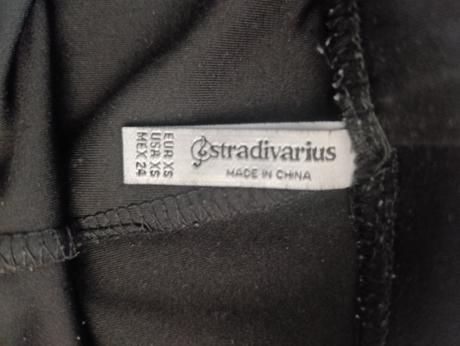 stradivarius
MADE IN CHINA
EUR XS
USA XS
MEX 24